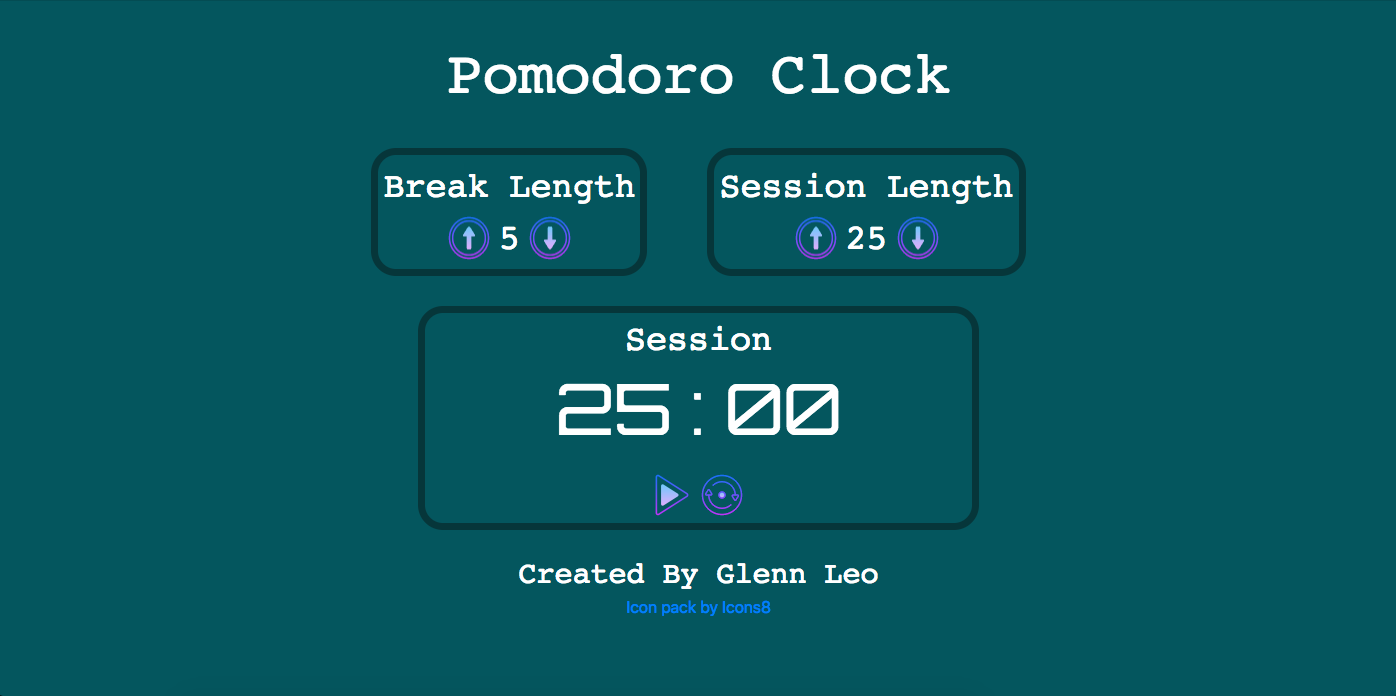 Pomodoro Clock
Break Length
5
Session Length
25
Session
25:00
Created By Glenn Leo
Icon pack by Icons8